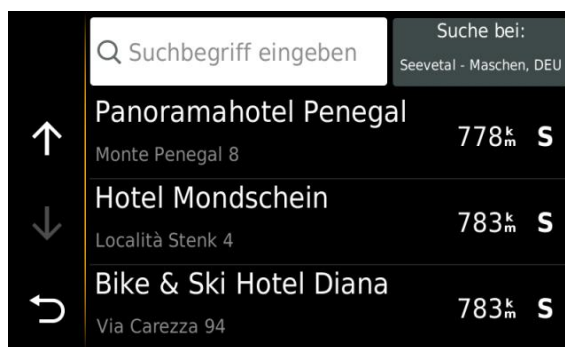 Suchbegriff eingeben
Suche bei:
Seevetal - Maschen, DEU
Panoramahotel Penegal
Monte Penegal 8
778 km S
Hotel Mondschein
Località Stenk 4
783 km S
Bike & Ski Hotel Diana
Via Carezza 94
783 km S